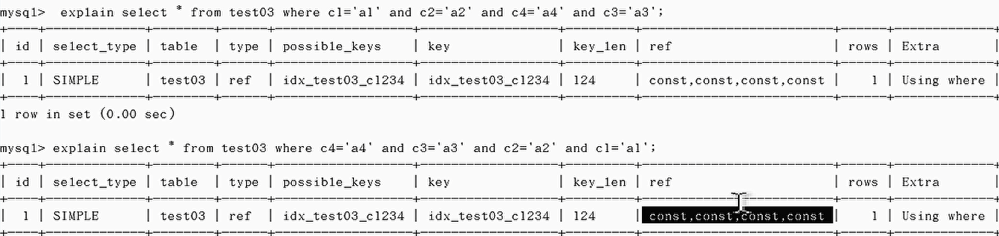 mysql>  explain select * from test03 where c1='a1' and c2='a2' and c4='a4' and c3='a3';
| id | select_type | table | type | possible_keys | key | key_len | ref | rows | Extra |
| 1 | SIMPLE | test03 | ref | idx_test03_c1234 | idx_test03_c1234 | 124 | const,const,const,const | 1 | Using where |
1 row in set (0.00 sec)
mysql> explain select * from test03 where c4='a4' and c3='a3' and c2='a2' and c1='a1';
| id | select_type | table | type | possible_keys | key | key_len | ref | rows | Extra |
| 1 | SIMPLE | test03 | ref | idx_test03_c1234 | idx_test03_c1234 | 124 | const,const,const,const | 1 | Using where |